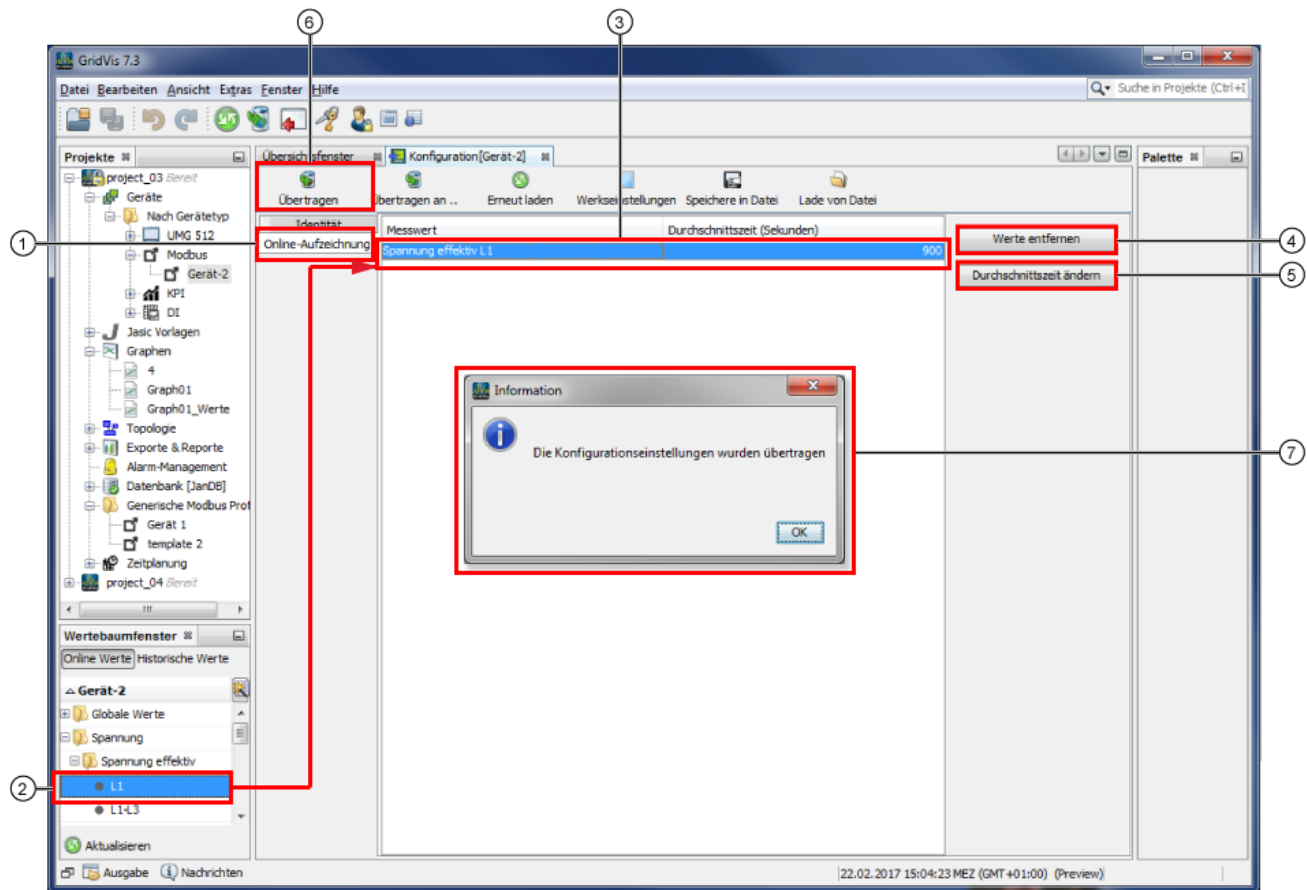 6
3
GridVis 7.3
Datei Bearbeiten Ansicht Extras Fenster Hilfe
Suche in Projekte (Ctrl+I
Projekte
project_03 Bereit
Geräte
Nach Gerätetyp
UMG 512
Modbus
Gerät-2
KPI
DI
Jasic Vorlagen
Graphen
4
Graph01
Graph01_Werte
Topologie
Exporte & Reporte
Alarm-Management
Datenbank [JanDB]
Generische Modbus Prof
Gerät 1
template 2
Zeitplanung
project_04 Bereit
Wertebaumfenster
Online Werte Historische Werte
Gerät-2
Globale Werte
Spannung
Spannung effektiv
L1
L1-L3
Aktualisieren
Ausgabe Nachrichten
Übersichtsfenster Konfiguration[Gerät-2]
Übertragen Übertragen an .. Erneut laden Werkseinstellungen Speichere in Datei Lade von Datei
Identität
Online-Aufzeichnung
Messwert Durchschnittszeit (Sekunden)
Spannung effektiv L1 900
Werte entfernen
Durchschnittszeit ändern
Palette
Information
Die Konfigurationseinstellungen wurden übertragen
OK
22.02.2017 15:04:23 MEZ (GMT+01:00) (Preview)
1
2
4
5
7